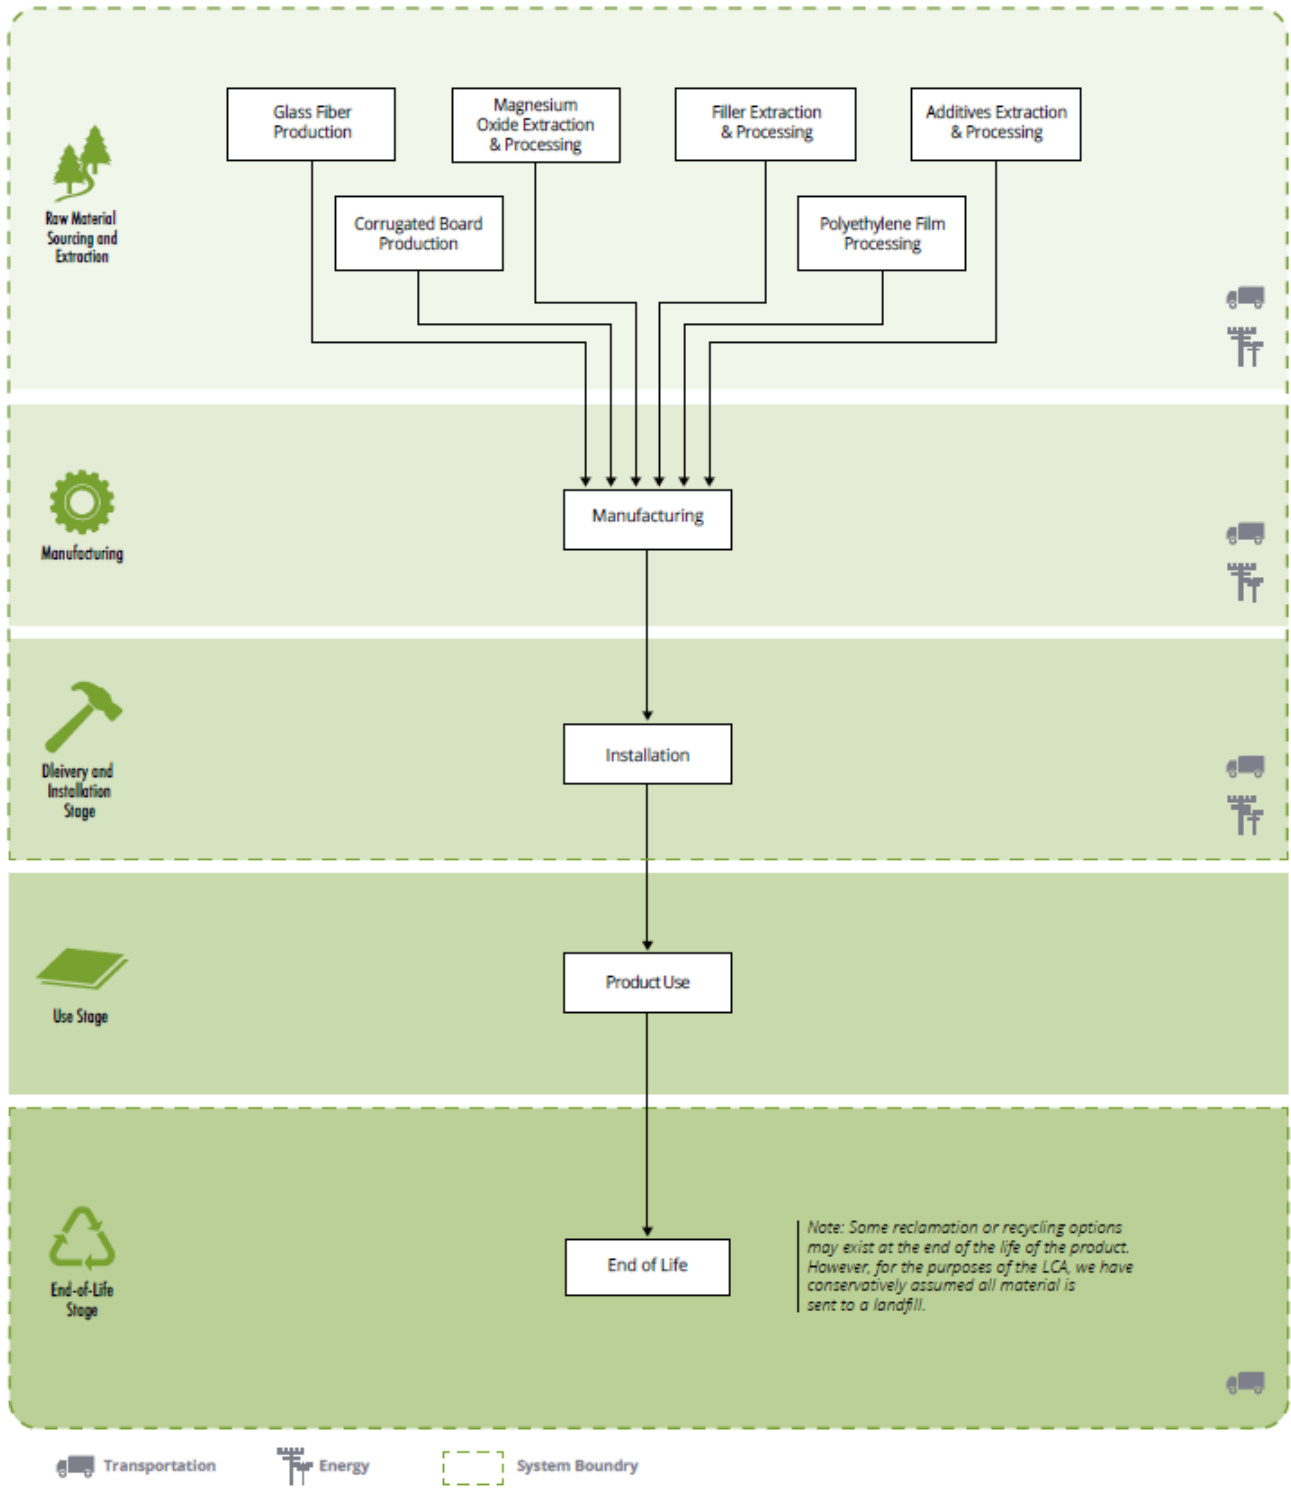 Glass Fiber
Production
Magnesium
Oxide Extraction
& Processing
Filler Extraction
& Processing
Additives Extraction
& Processing
Corrugated Board
Production
Polyethylene Film
Processing
Raw Material
Sourcing and
Extraction
Manufacturing
Manufacturing
Installation
Dleivery and
Installation
Stage
Product Use
Use Stage
End of Life
Note: Some reclamation or recycling options
may exist at the end of the life of the product.
However, for the purposes of the LCA, we have
conservatively assumed all material is
sent to a landfill.
End-of-Life
Stage
Transportation
Energy
System Boundry